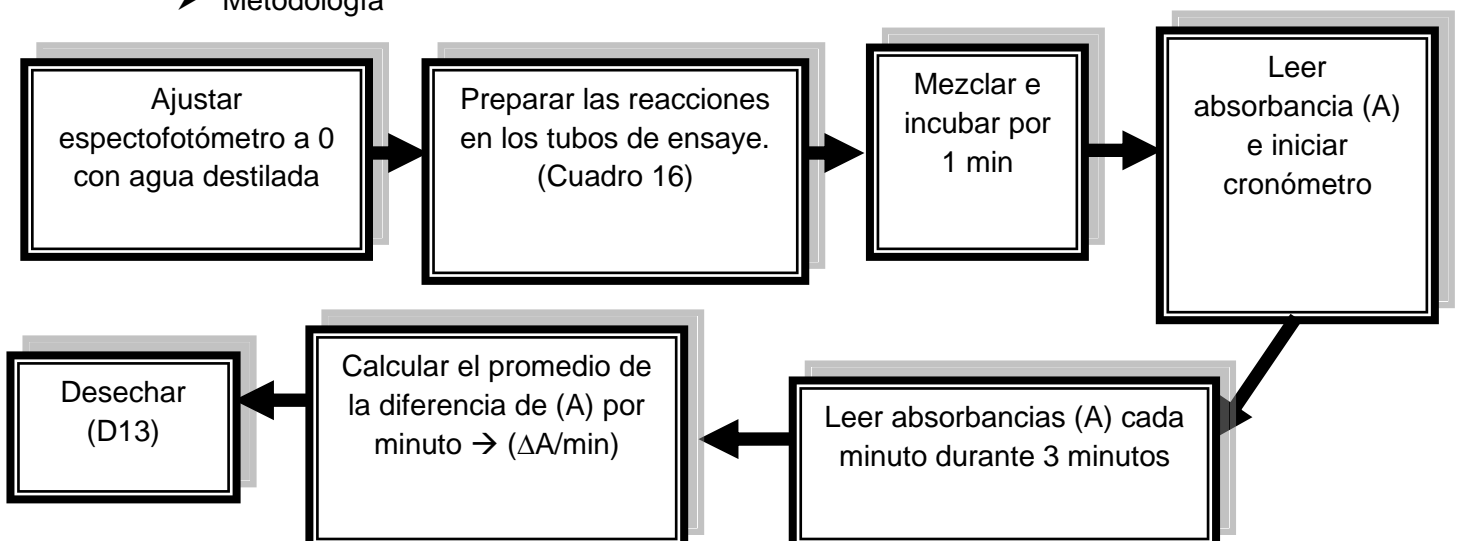 ➢ Metodología
Ajustar
espectofotómetro a 0
con agua destilada
Preparar las reacciones
en los tubos de ensaye.
(Cuadro 16)
Mezclar e
incubar por
1 min
Leer
absorbancia (A)
e iniciar
cronómetro
Leer absorbancias (A) cada
minuto durante 3 minutos
Calcular el promedio de
la diferencia de (A) por
minuto → (∆A/min)
Desechar
(D13)